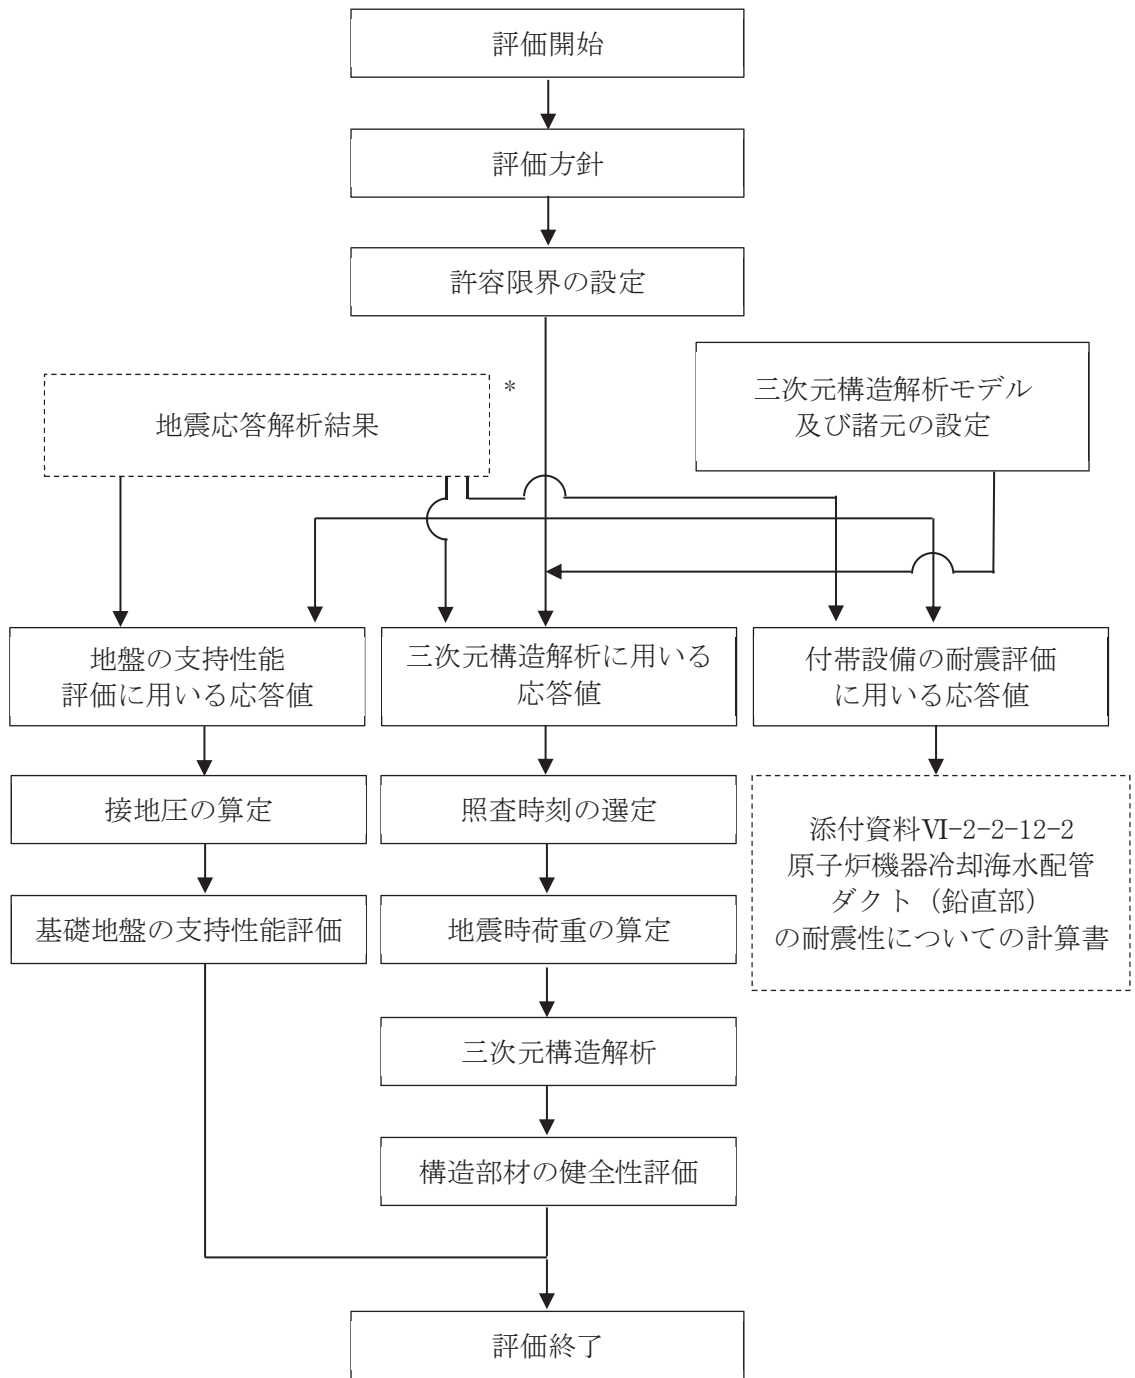 評価開始
評価方針
許容限界の設定
地震応答解析結果
*
三次元構造解析モデル
及び諸元の設定
地盤の支持性能
評価に用いる応答値
三次元構造解析に用いる
応答値
付帯設備の耐震評価
に用いる応答値
接地圧の算定
照査時刻の選定
添付資料Ⅵ-2-2-12-2
原子炉機器冷却海水配管
ダクト（鉛直部）
の耐震性についての計算書
基礎地盤の支持性能評価
地震時荷重の算定
三次元構造解析
構造部材の健全性評価
評価終了